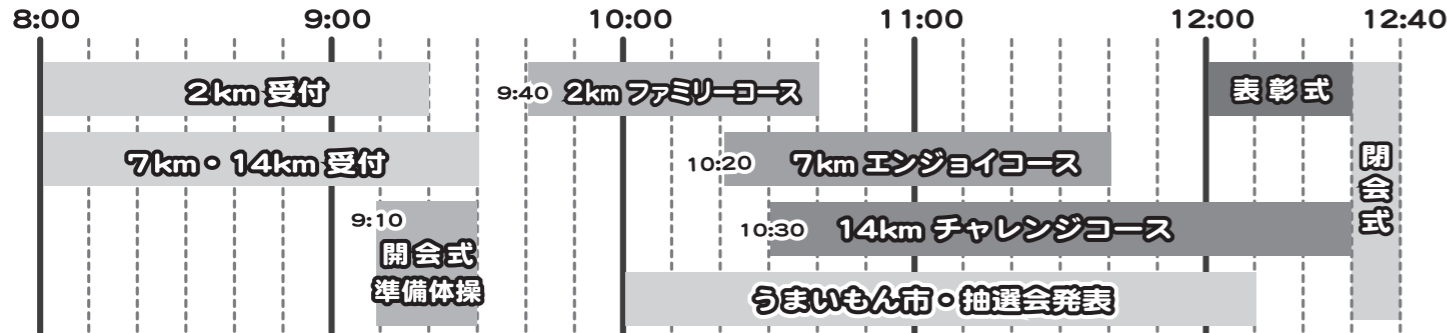 8:00 9:00 10:00 11:00 12:00 12:40
2km 受付
9:40 2km ファミリーコース
表彰式
7km・14km 受付
10:20 7km エンジョイコース
閉会式
9:10
開会式
準備体操
10:30 14km チャレンジコース
うまいもん市・抽選会発表